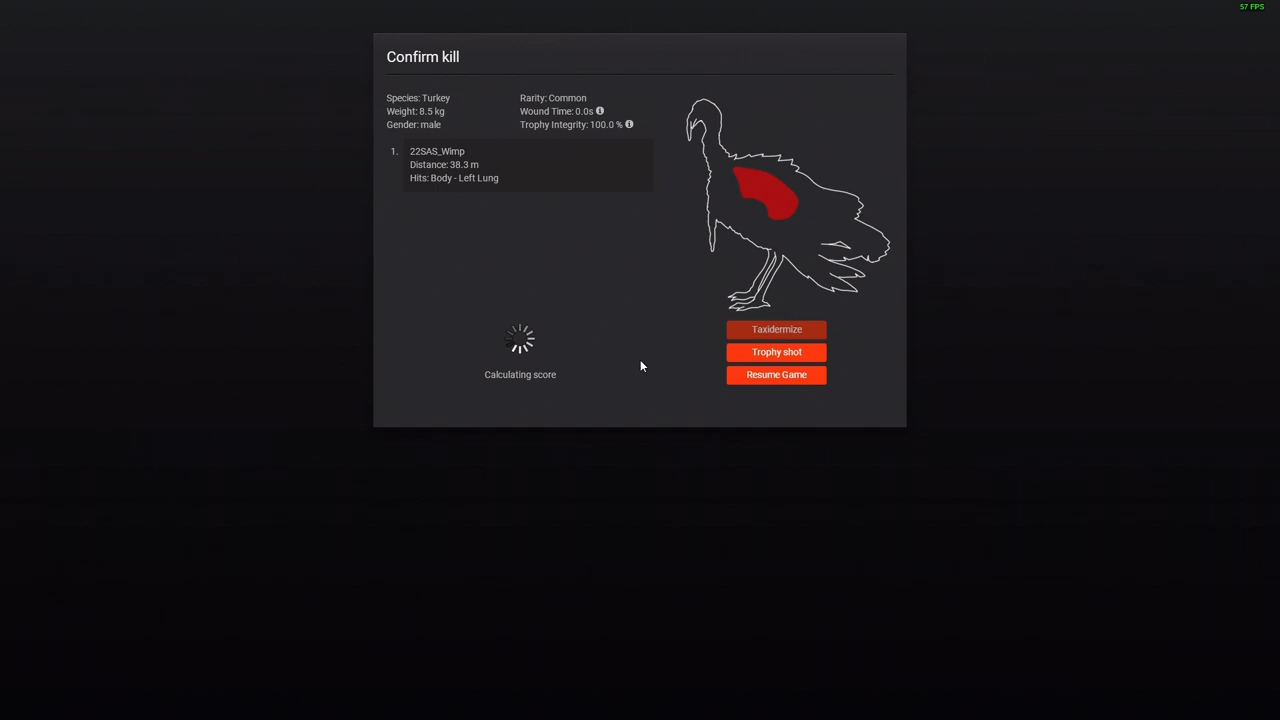 57 FPS
Confirm kill
Species: Turkey
Weight: 8.5 kg
Gender: male
Rarity: Common
Wound Time: 0.0s
Trophy Integrity: 100.0 %
1. 22SAS_Wimp
Distance: 38.3 m
Hits: Body - Left Lung
Calculating score
Taxidermize
Trophy shot
Resume Game